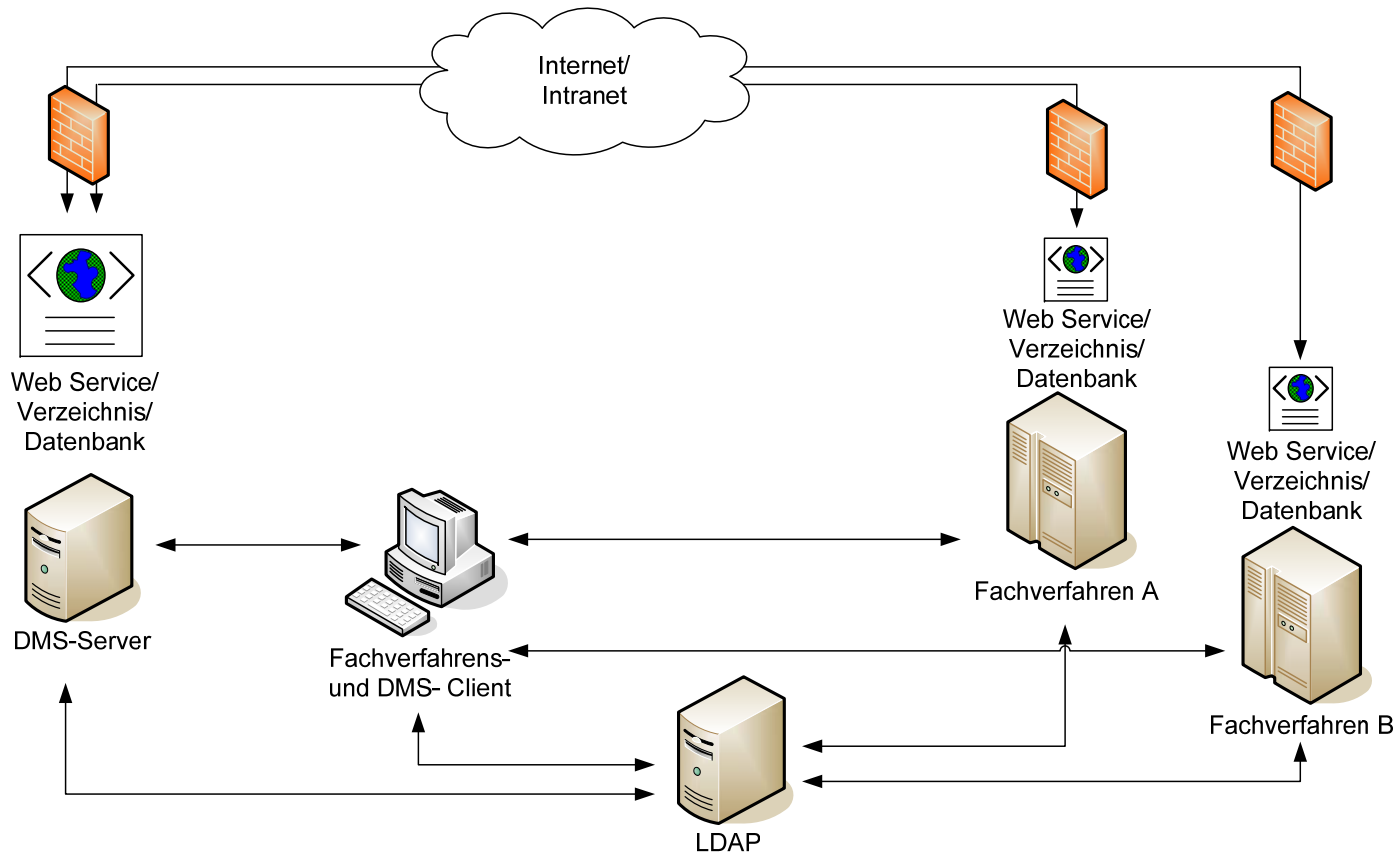 Internet/
Intranet
Web Service/
Verzeichnis/
Datenbank
Web Service/
Verzeichnis/
Datenbank
Web Service/
Verzeichnis/
Datenbank
DMS-Server
Fachverfahrens-
und DMS- Client
Fachverfahren A
Fachverfahren B
LDAP